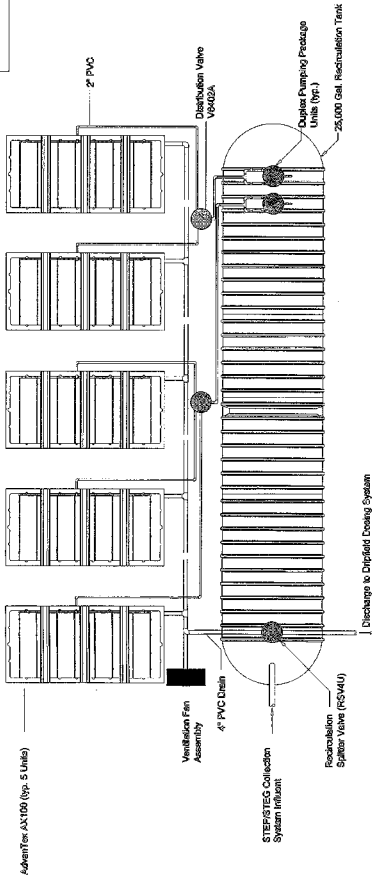 AdvanTex AX100 (typ. 5 Units)
2" PVC
Ventilation Fan
Assembly
4" PVC Drain
Distribution Valve
V6402A
STEP/STEG Collection
System Influent
Recirculation
Splitter Valve (RSV4U)
Discharge to Dripfield Dosing System
Duplex Pumping Package
Units (typ.)
25,000 Gal. Recirculation Tank